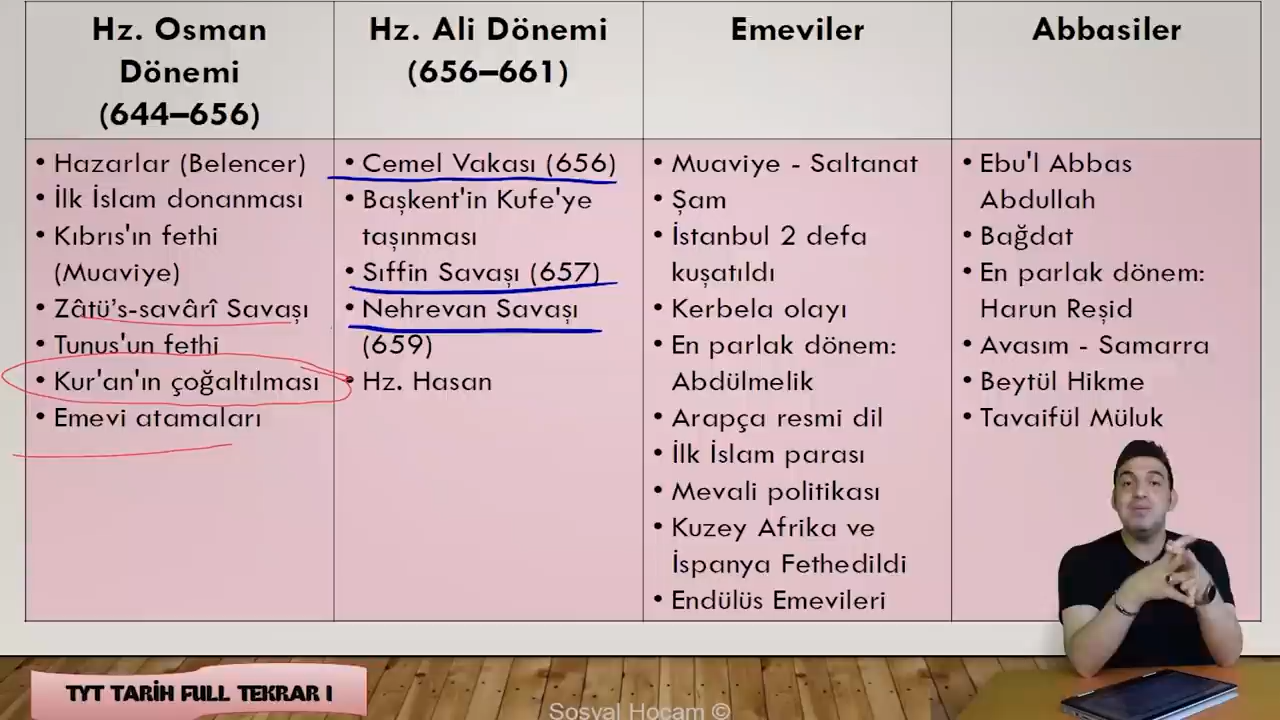 Hz. Osman
Dönemi
(644–656)
Hz. Ali Dönemi
(656–661)
Emeviler
Abbasiler
• Hazarlar (Belencer)
• İlk İslam donanması
• Kıbrıs'ın fethi
(Muaviye)
• Zâtü's-savârî Savaşı
• Tunus'un fethi
• Kur'an'ın çoğaltılması
• Emevi atamaları
• Cemel Vakası (656)
• Başkent'in Kufe'ye
taşınması
• Sıffin Savaşı (657)
• Nehrevan Savaşı
(659)
• Hz. Hasan
• Muaviye - Saltanat
• Şam
• İstanbul 2 defa
kuşatıldı
• Kerbela olayı
• En parlak dönem:
Abdülmelik
• Arapça resmi dil
• İlk İslam parası
• Mevali politikası
• Kuzey Afrika ve
İspanya Fethedildi
• Endülüs Emevileri
• Ebu'l Abbas
Abdullah
• Bağdat
• En parlak dönem:
Harun Reşid
• Avasım - Samarra
• Beytül Hikme
• Tavaifül Müluk
TYT TARİH FULL TEKRAR I
Sosyal Hocam ©